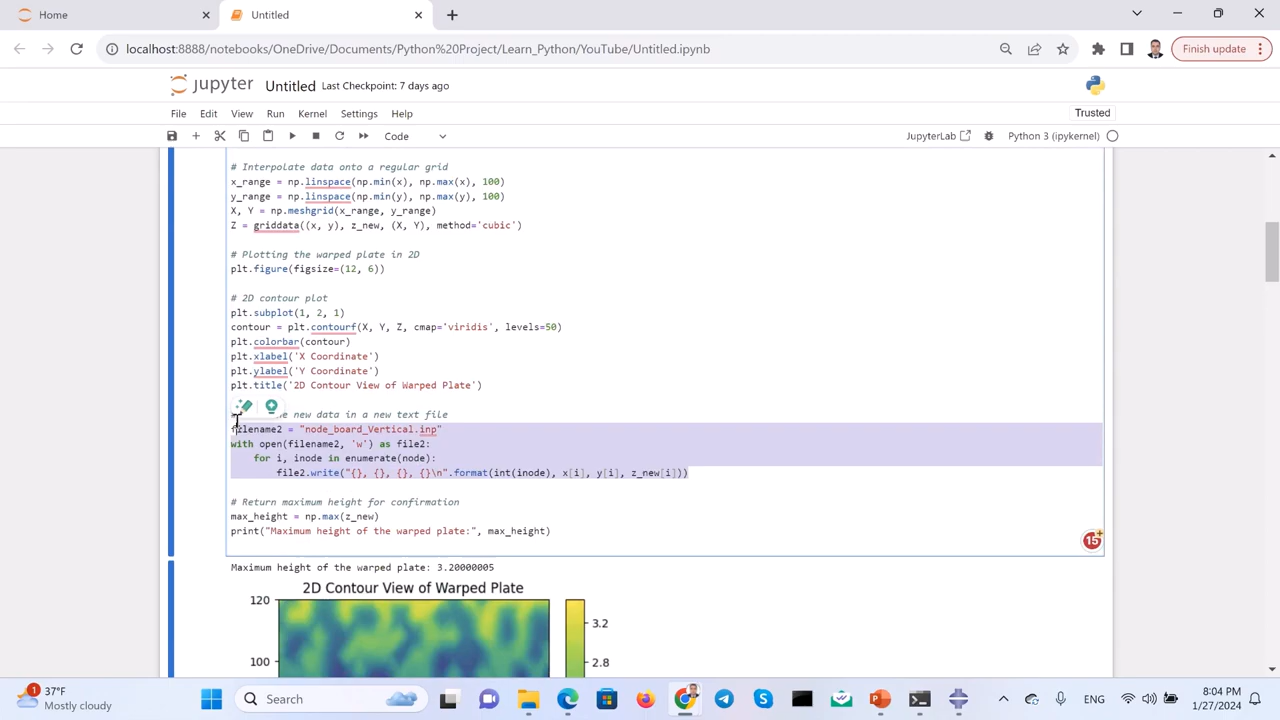 Home
Untitled
localhost:8888/notebooks/OneDrive/Documents/Python%20Project/Learn_Python/YouTube/Untitled.ipynb
Finish update
jupyter Untitled Last Checkpoint: 7 days ago
File Edit View Run Kernel Settings Help
Trusted
Code
JupyterLab
Python 3 (ipykernel)
# Interpolate data onto a regular grid
x_range = np.linspace(np.min(x), np.max(x), 100)
y_range = np.linspace(np.min(y), np.max(y), 100)
X, Y = np.meshgrid(x_range, y_range)
Z = griddata((x, y), z_new, (X, Y), method='cubic')
# Plotting the warped plate in 2D
plt.figure(figsize=(12, 6))
# 2D contour plot
plt.subplot(1, 2, 1)
contour = plt.contourf(X, Y, Z, cmap='viridis', levels=50)
plt.colorbar(contour)
plt.xlabel('X Coordinate')
plt.ylabel('Y Coordinate')
plt.title('2D Contour View of Warped Plate')
new data in a new text file
filename2 = "node_board_Vertical.inp"
with open(filename2, 'w') as file2:
for i, inode in enumerate(node):
file2.write("{}, {}, {}, {}\n".format(int(inode), x[i], y[i], z_new[i]))
# Return maximum height for confirmation
max_height = np.max(z_new)
print("Maximum height of the warped plate:", max_height)
15
Maximum height of the warped plate: 3.20000005
2D Contour View of Warped Plate
120
3.2
100
2.8
1
37°F
Mostly cloudy
Search
ENG
8:04 PM
1/27/2024